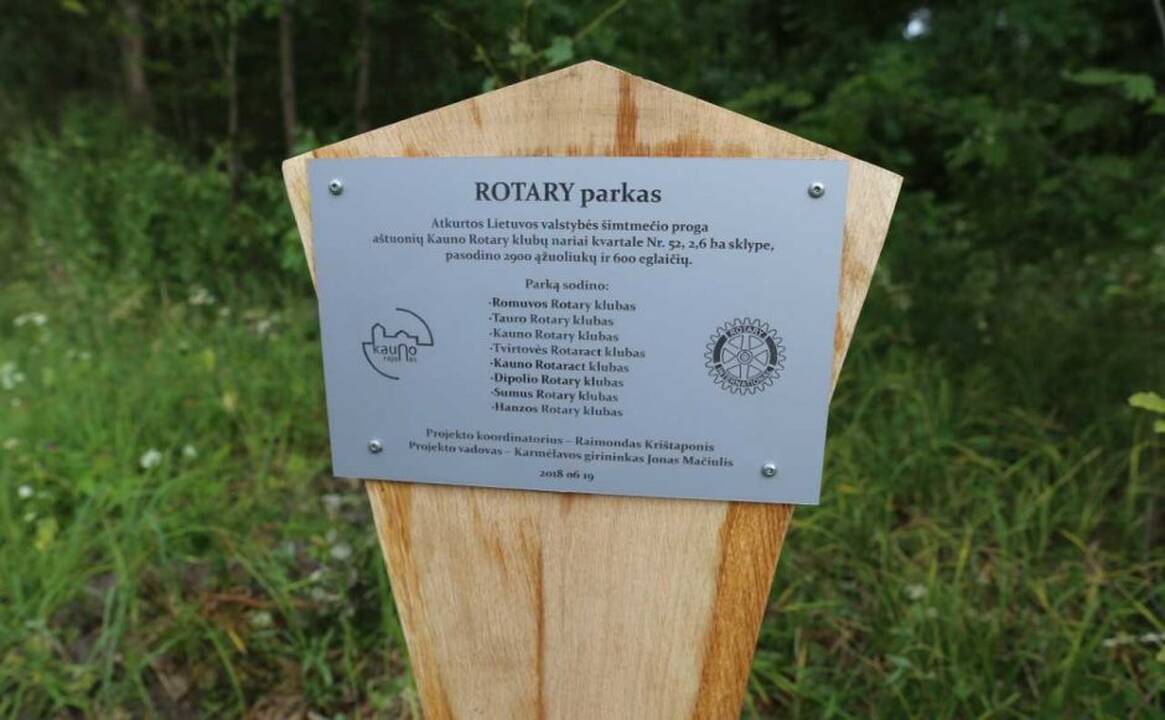 ROTARY parkas
Atkurtos Lietuvos valstybės šimtmečio proga
aštuonių Kauno Rotary klubų nariai kvartale Nr. 52, 2,6 ha sklype,
pasodino 2900 ąžuoliukų ir 600 eglaičių.
Parką sodino:
·Romuvos Rotary klubas
·Tauro Rotary klubas
·Kauno Rotary klubas
·Tvirtovės Rotaract klubas
·Kauno Rotaract klubas
·Dipolio Rotary klubas
·Sumus Rotary klubas
·Hanzos Rotary klubas
kauno
rajonas
ROTARY
INTERNATIONAL
Projekto koordinatorius – Raimondas Krištaponis
Projekto vadovas – Karmėlavos girininkas Jonas Mačiulis
2018 06 19